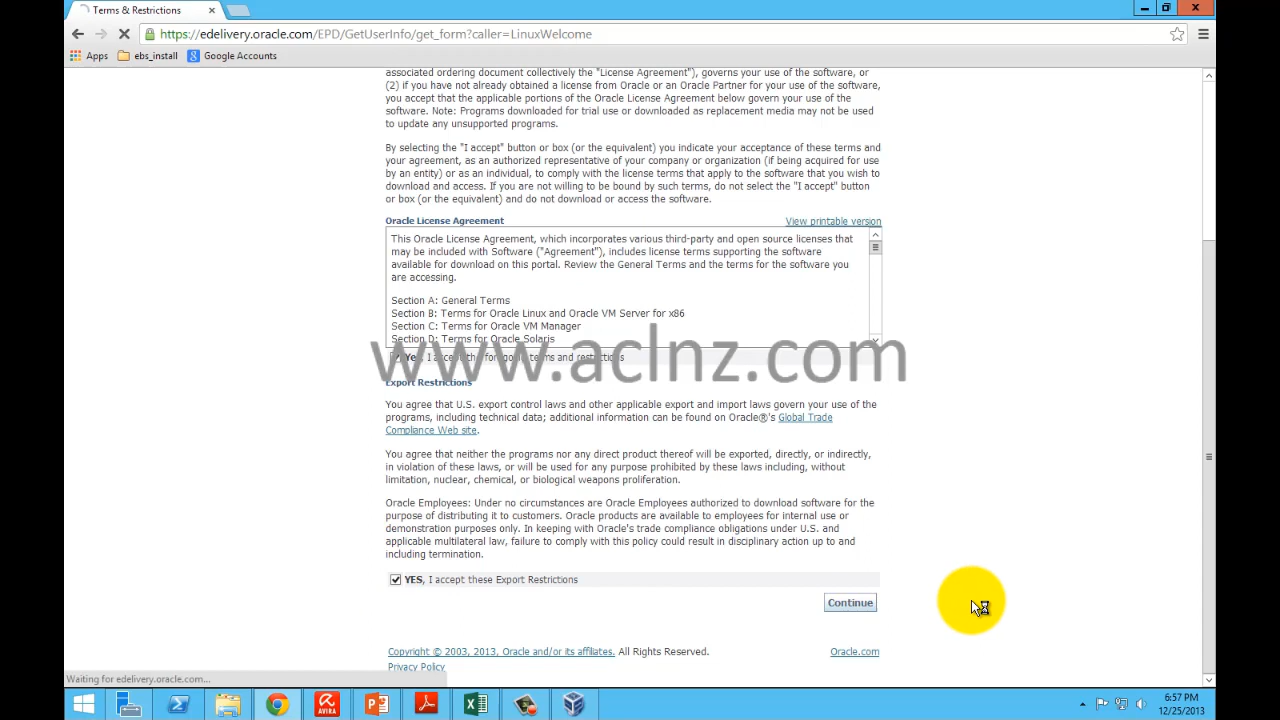 Terms & Restrictions
https://edelivery.oracle.com/EPD/GetUserInfo/get_form?caller=LinuxWelcome
Apps ebs_install Google Accounts
associated ordering document collectively the "License Agreement"), governs your use of the software, or
(2) if you have not already obtained a license from Oracle or an Oracle Partner for your use of the software,
you accept that the applicable portions of the Oracle License Agreement below govern your use of the
software. Note: Programs downloaded for trial use or downloaded as replacement media may not be used
to update any unsupported programs.
By selecting the "I accept" button or box (or the equivalent) you indicate your acceptance of these terms and
your agreement, as an authorized representative of your company or organization (if being acquired for use
by an entity) or as an individual, to comply with the license terms that apply to the software that you wish to
download and access. If you are not willing to be bound by such terms, do not select the "I accept" button
or box (or the equivalent) and do not download or access the software.
Oracle License Agreement View printable version
This Oracle License Agreement, which incorporates various third-party and open source licenses that
may be included with Software ("Agreement"), includes license terms supporting the software
available for download on this portal. Review the General Terms and the terms for the software you
are accessing.
Section A: General Terms
Section B: Terms for Oracle Linux and Oracle VM Server for x86
Section C: Terms for Oracle VM Manager
Section D: Terms for Oracle Solaris
www.aclnz.com
Yes, I accept the foregoing terms and restrictions
Export Restrictions
You agree that U.S. export control laws and other applicable export and import laws govern your use of the
programs, including technical data; additional information can be found on Oracle®'s Global Trade
Compliance Web site.
You agree that neither the programs nor any direct product thereof will be exported, directly, or indirectly,
in violation of these laws, or will be used for any purpose prohibited by these laws including, without
limitation, nuclear, chemical, or biological weapons proliferation.
Oracle Employees: Under no circumstances are Oracle Employees authorized to download software for the
purpose of distributing it to customers. Oracle products are available to employees for internal use or
demonstration purposes only. In keeping with Oracle's trade compliance obligations under U.S. and
applicable multilateral law, failure to comply with this policy could result in disciplinary action up to and
including termination.
YES, I accept these Export Restrictions
Continue
Copyright © 2003, 2013, Oracle and/or its affiliates. All Rights Reserved. Oracle.com
Privacy Policy
Waiting for edelivery.oracle.com...
AVIRA
6:57 PM
12/25/2013